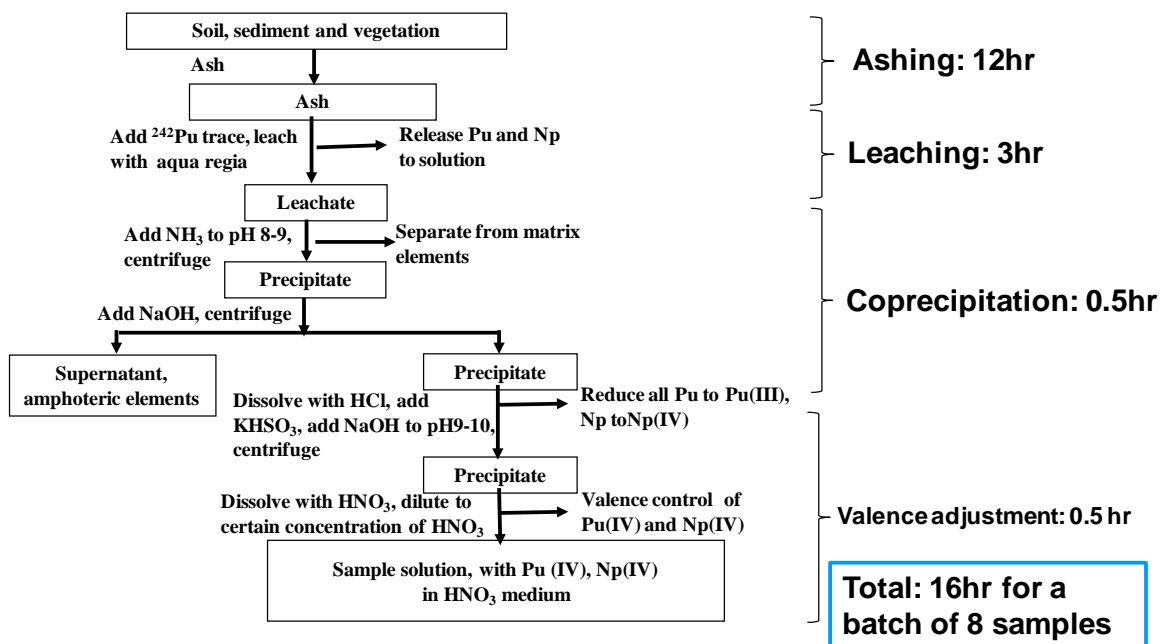 Soil, sediment and vegetation
Ash
Ash
Add ²⁴²Pu trace, leach
with aqua regia
Release Pu and Np
to solution
Leachate
Add NH₃ to pH 8-9,
centrifuge
Separate from matrix
elements
Precipitate
Add NaOH, centrifuge
Supernatant,
amphoteric elements
Precipitate
Dissolve with HCl, add
KHSO₃, add NaOH to pH9-10,
centrifuge
Reduce all Pu to Pu(III),
Np toNp(IV)
Precipitate
Dissolve with HNO₃, dilute to
certain concentration of HNO₃
Valence control of
Pu(IV) and Np(IV)
Sample solution, with Pu (IV), Np(IV)
in HNO₃ medium
Ashing: 12hr
Leaching: 3hr
Coprecipitation: 0.5hr
Valence adjustment: 0.5 hr
Total: 16hr for a
batch of 8 samples